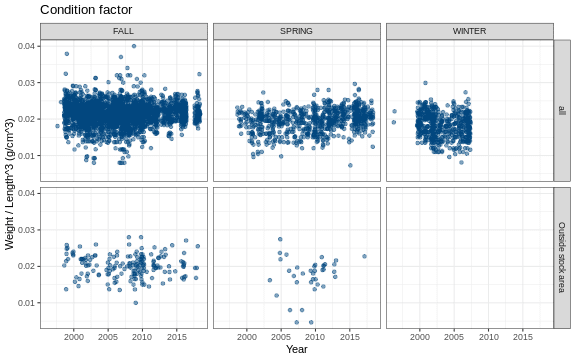 Condition factor
FALL SPRING WINTER
0.04
0.03
0.02
0.01
all
0.04
0.03
0.02
0.01
Outside stock area
Weight / Length^3 (g/cm^3)
2000 2005 2010 2015 2000 2005 2010 2015 2000 2005 2010 2015
Year